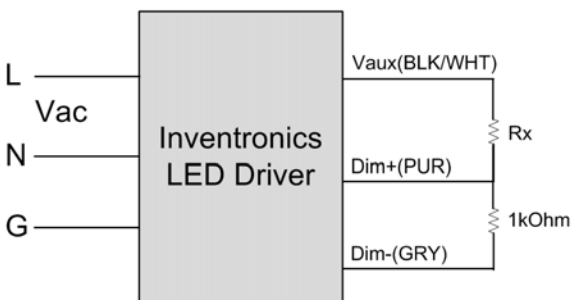 L
Vac
N
G
Inventronics
LED Driver
Vaux(BLK/WHT)
Rx
Dim+(PUR)
1kOhm
Dim-(GRY)